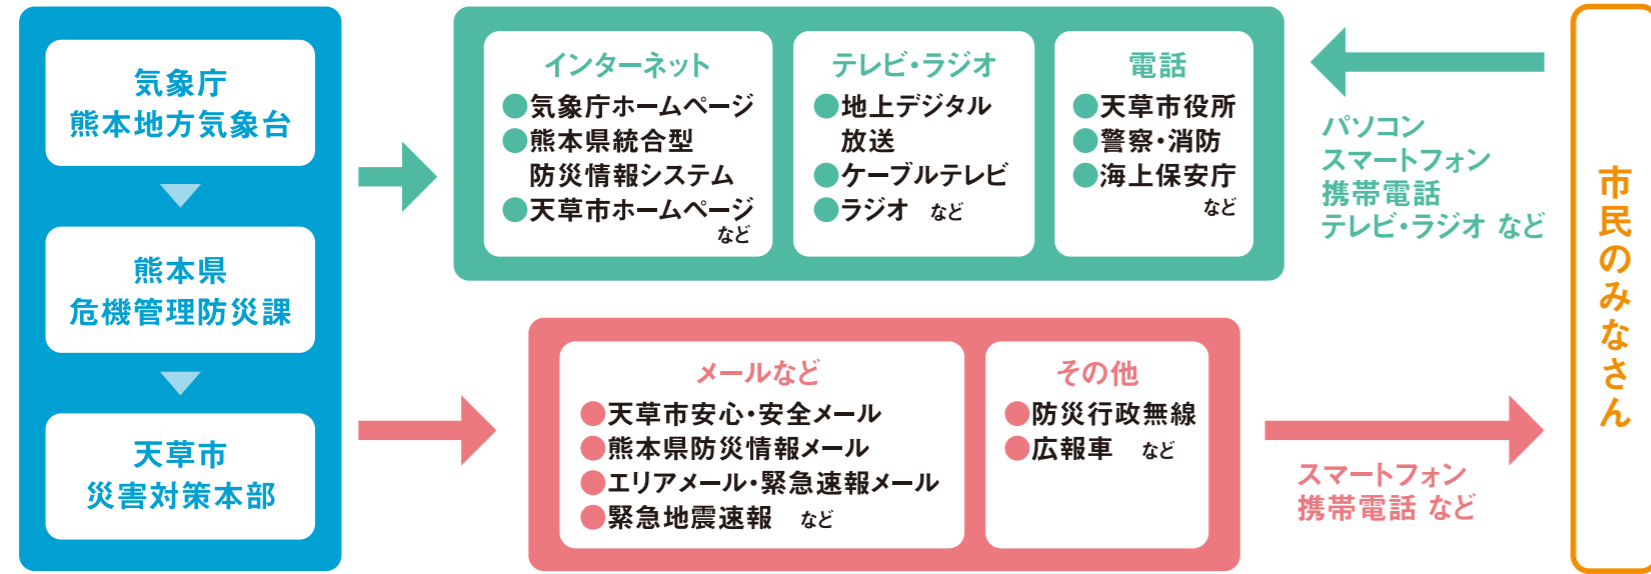 気象庁
熊本地方気象台
熊本県
危機管理防災課
天草市
災害対策本部
インターネット
●気象庁ホームページ
●熊本県統合型
防災情報システム
●天草市ホームページ
など
テレビ・ラジオ
●地上デジタル
放送
●ケーブルテレビ
●ラジオ など
電話
●天草市役所
●警察・消防
●海上保安庁
など
パソコン
スマートフォン
携帯電話
テレビ・ラジオ など
メールなど
●天草市安心・安全メール
●熊本県防災情報メール
●エリアメール・緊急速報メール
●緊急地震速報 など
その他
●防災行政無線
●広報車 など
スマートフォン
携帯電話 など
市民のみなさん